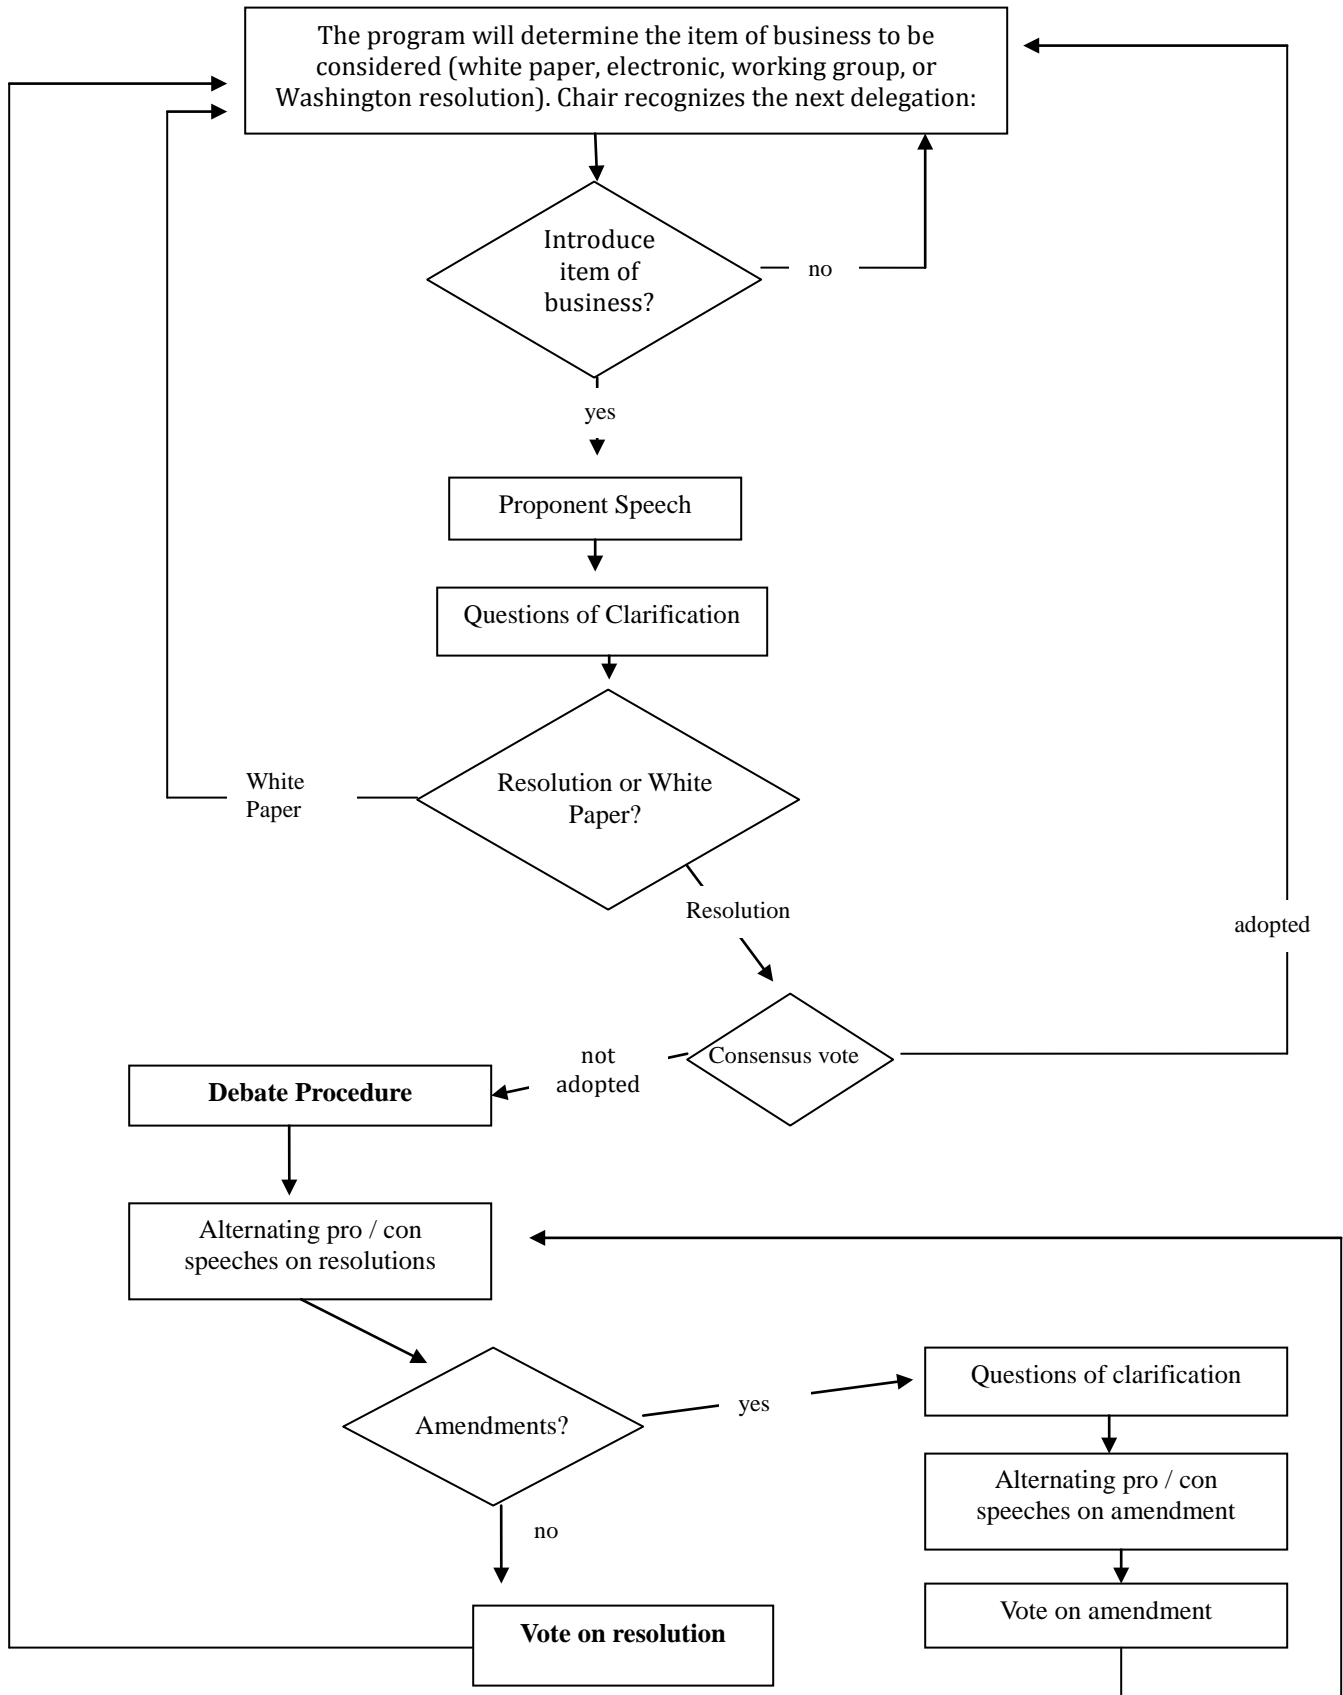 The program will determine the item of business to be
considered (white paper, electronic, working group, or
Washington resolution). Chair recognizes the next delegation:
Introduce
item of
business?
no
yes
Proponent Speech
Questions of Clarification
Resolution or White
Paper?
White
Paper
Resolution
adopted
Consensus vote
not
adopted
Debate Procedure
Alternating pro / con
speeches on resolutions
Amendments?
yes
Questions of clarification
Alternating pro / con
speeches on amendment
no
Vote on amendment
Vote on resolution